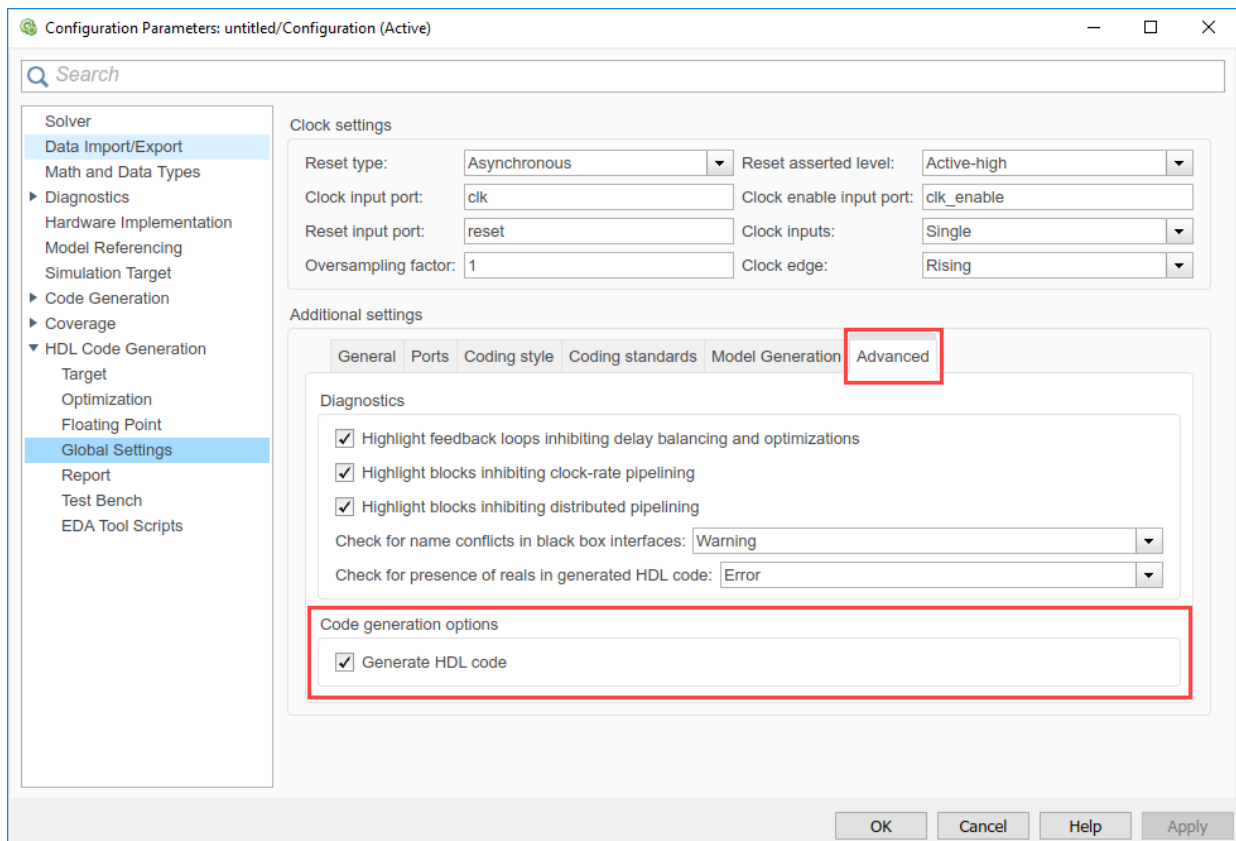 Configuration Parameters: untitled/Configuration (Active)
Search
Solver
Data Import/Export
Math and Data Types
Diagnostics
Hardware Implementation
Model Referencing
Simulation Target
Code Generation
Coverage
HDL Code Generation
Target
Optimization
Floating Point
Global Settings
Report
Test Bench
EDA Tool Scripts
Clock settings
Reset type: Asynchronous Reset asserted level: Active-high
Clock input port: clk Clock enable input port: clk_enable
Reset input port: reset Clock inputs: Single
Oversampling factor: 1 Clock edge: Rising
Additional settings
General Ports Coding style Coding standards Model Generation Advanced
Diagnostics
Highlight feedback loops inhibiting delay balancing and optimizations
Highlight blocks inhibiting clock-rate pipelining
Highlight blocks inhibiting distributed pipelining
Check for name conflicts in black box interfaces: Warning
Check for presence of reals in generated HDL code: Error
Code generation options
Generate HDL code
OK Cancel Help Apply